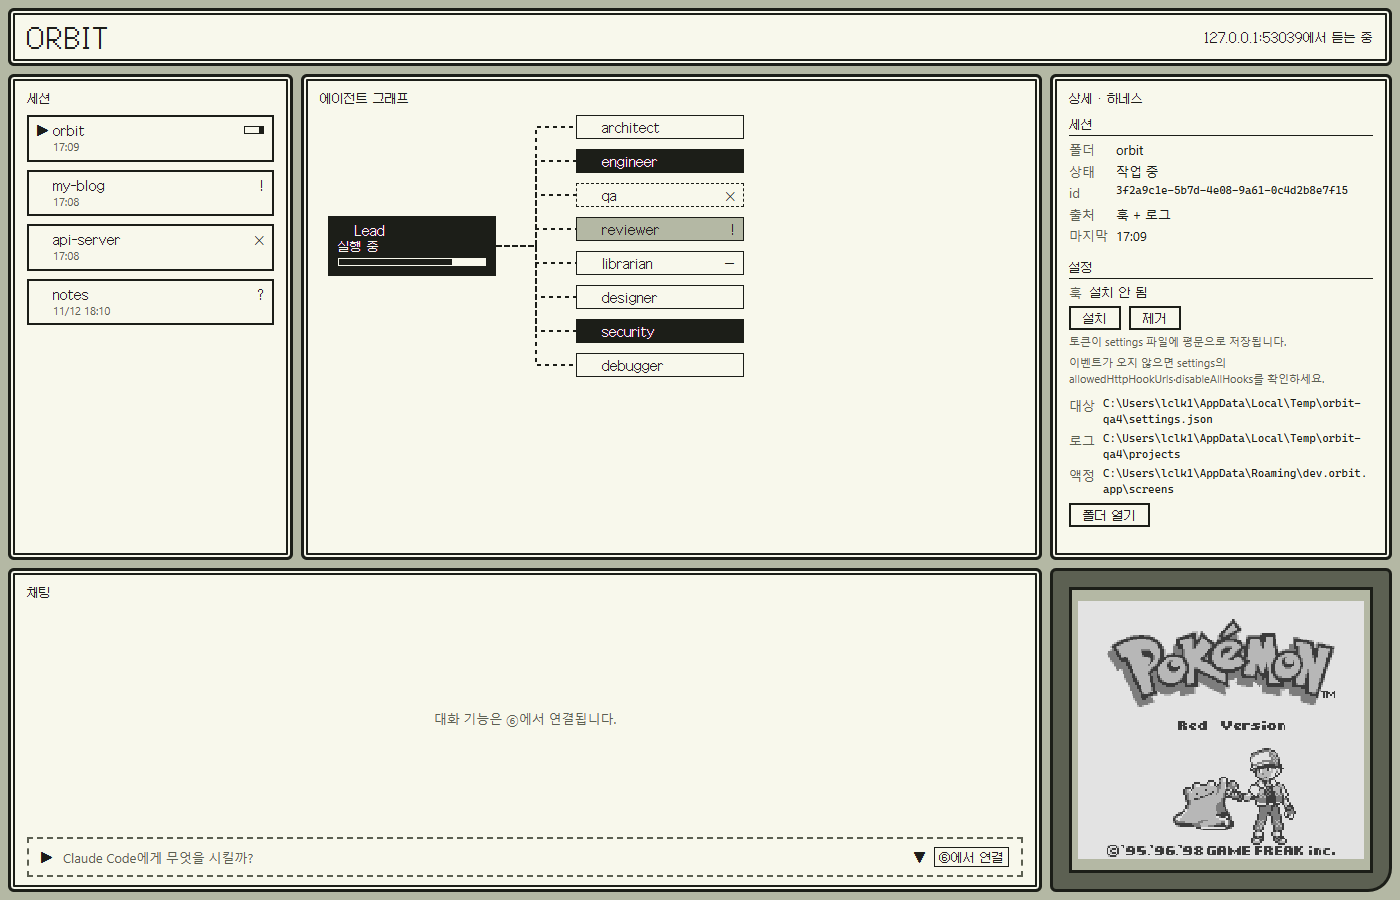 ORBIT
127.0.0.1:53039에서 듣는 중
세션
▶ orbit
17:09
my-blog !
17:08
api-server ×
17:08
notes ?
11/12 18:10
에이전트 그래프
Lead
실행 중
architect
engineer
qa ×
reviewer !
librarian –
designer
security
debugger
상세 · 하네스
세션
폴더 orbit
상태 작업 중
id 3f2a9c1e-5b7d-4e08-9a61-0c4d2b8e7f15
출처 훅 + 로그
마지막 17:09
설정
훅 설치 안 됨
설치 제거
토큰이 settings 파일에 평문으로 저장됩니다.
이벤트가 오지 않으면 settings의
allowedHttpHookUrls·disableAllHooks를 확인하세요.
대상 C:\Users\lclk1\AppData\Local\Temp\orbit-
qa4\settings.json
로그 C:\Users\lclk1\AppData\Local\Temp\orbit-
qa4\projects
액정 C:\Users\lclk1\AppData\Roaming\dev.orbit.
app\screens
폴더 열기
채팅
대화 기능은 ⑥에서 연결됩니다.
▶ Claude Code에게 무엇을 시킬까?
▼ ⑥에서 연결
POKéMON™
Red Version
©'95.'96.'98 GAME FREAK inc.